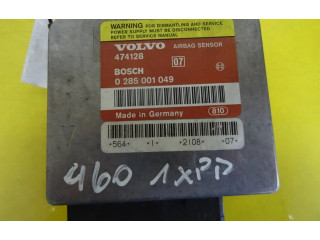 WARNING: FOR DISMANTLING AND SERVICE
POWER SUPPLY MUST BE DISCONNECTED
REFER TO SERVICE MANUAL
VOLVO AIRBAG SENSOR
474128 07
BOSCH
0 285 001 049
Made in Germany 810
*564* *1* *2108* *07*
460 1xPP